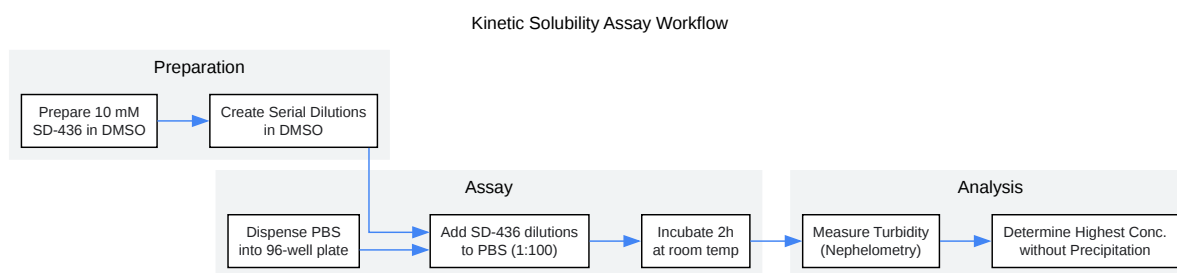 Kinetic Solubility Assay Workflow
Preparation
Prepare 10 mM
SD-436 in DMSO
Create Serial Dilutions
in DMSO
Assay
Dispense PBS
into 96-well plate
Add SD-436 dilutions
to PBS (1:100)
Incubate 2h
at room temp
Analysis
Measure Turbidity
(Nephelometry)
Determine Highest Conc.
without Precipitation